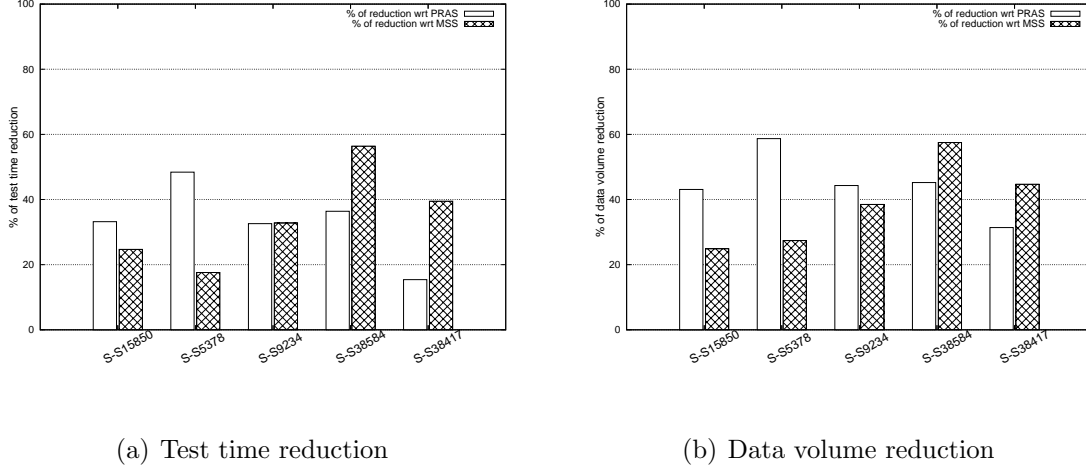 100
80
60
40
20
0
% of test time reduction
% of reduction wrt PRAS
% of reduction wrt MSS
S-S15850
S-S5378
S-S9234
S-S38584
S-S38417
(a) Test time reduction
100
80
60
40
20
0
% of data volume reduction
% of reduction wrt PRAS
% of reduction wrt MSS
S-S15850
S-S5378
S-S9234
S-S38584
S-S38417
(b) Data volume reduction